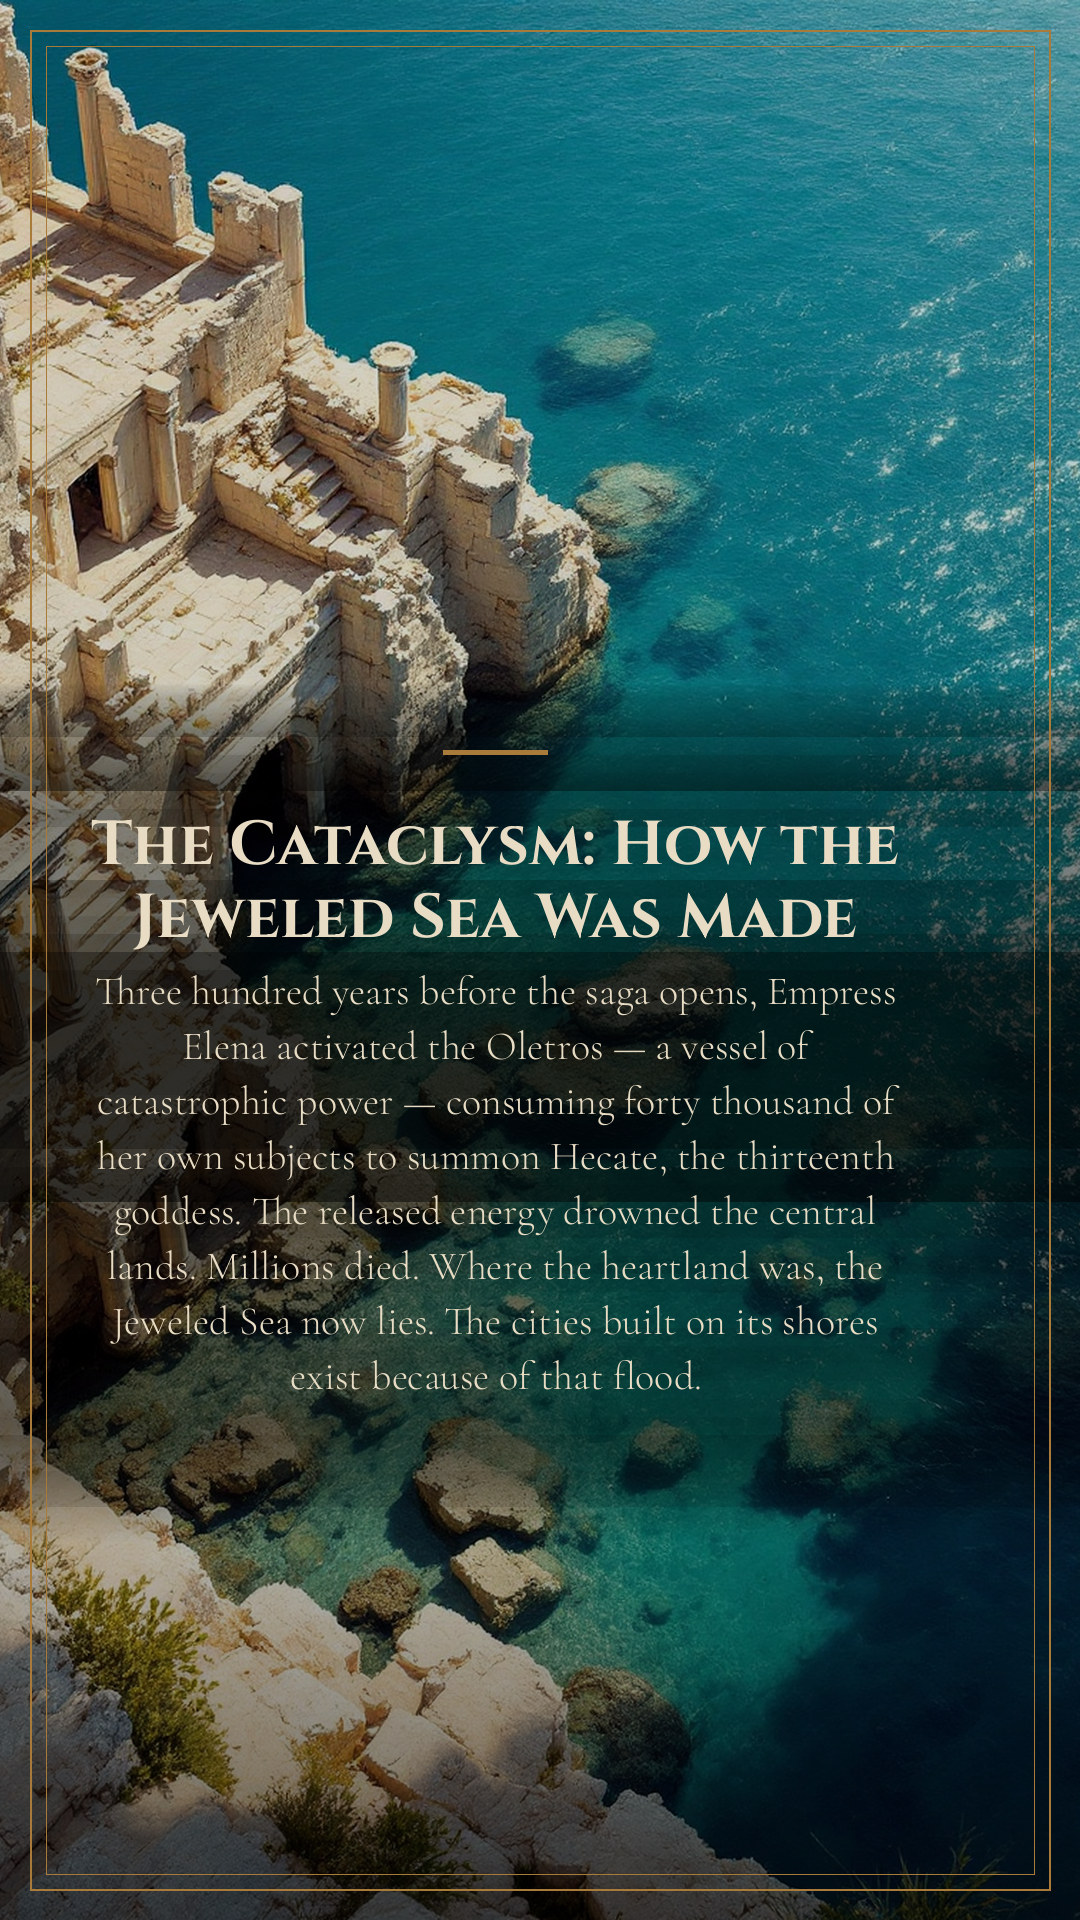 The Cataclysm: How the
Jeweled Sea Was Made
Three hundred years before the saga opens, Empress
Elena activated the Oletros — a vessel of
catastrophic power — consuming forty thousand of
her own subjects to summon Hecate, the thirteenth
goddess. The released energy drowned the central
lands. Millions died. Where the heartland was, the
Jeweled Sea now lies. The cities built on its shores
exist because of that flood.